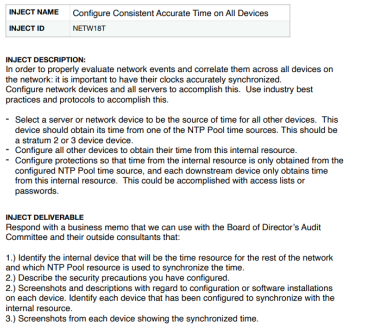 INJECT NAME Configure Consistent Accurate Time on All Devices
INJECT ID NETW18T
INJECT DESCRIPTION:
In order to properly evaluate network events and correlate them across all devices on
the network: it is important to have their clocks accurately synchronized.
Configure network devices and all servers to accomplish this. Use industry best
practices and protocols to accomplish this.
- Select a server or network device to be the source of time for all other devices. This
device should obtain its time from one of the NTP Pool time sources. This should be
a stratum 2 or 3 device device.
- Configure all other devices to obtain their time from this internal resource.
- Configure protections so that time from the internal resource is only obtained from the
configured NTP Pool time source, and each downstream device only obtains time
from this internal resource. This could be accomplished with access lists or
passwords.
INJECT DELIVERABLE
Respond with a business memo that we can use with the Board of Director's Audit
Committee and their outside consultants that:
1.) Identify the internal device that will be the time resource for the rest of the network
and which NTP Pool resource is used to synchronize the time.
2.) Describe the security precautions you have configured.
2.) Screenshots and descriptions with regard to configuration or software installations
on each device. Identify each device that has been configured to synchronize with the
internal resource.
3.) Screenshots from each device showing the synchronized time.